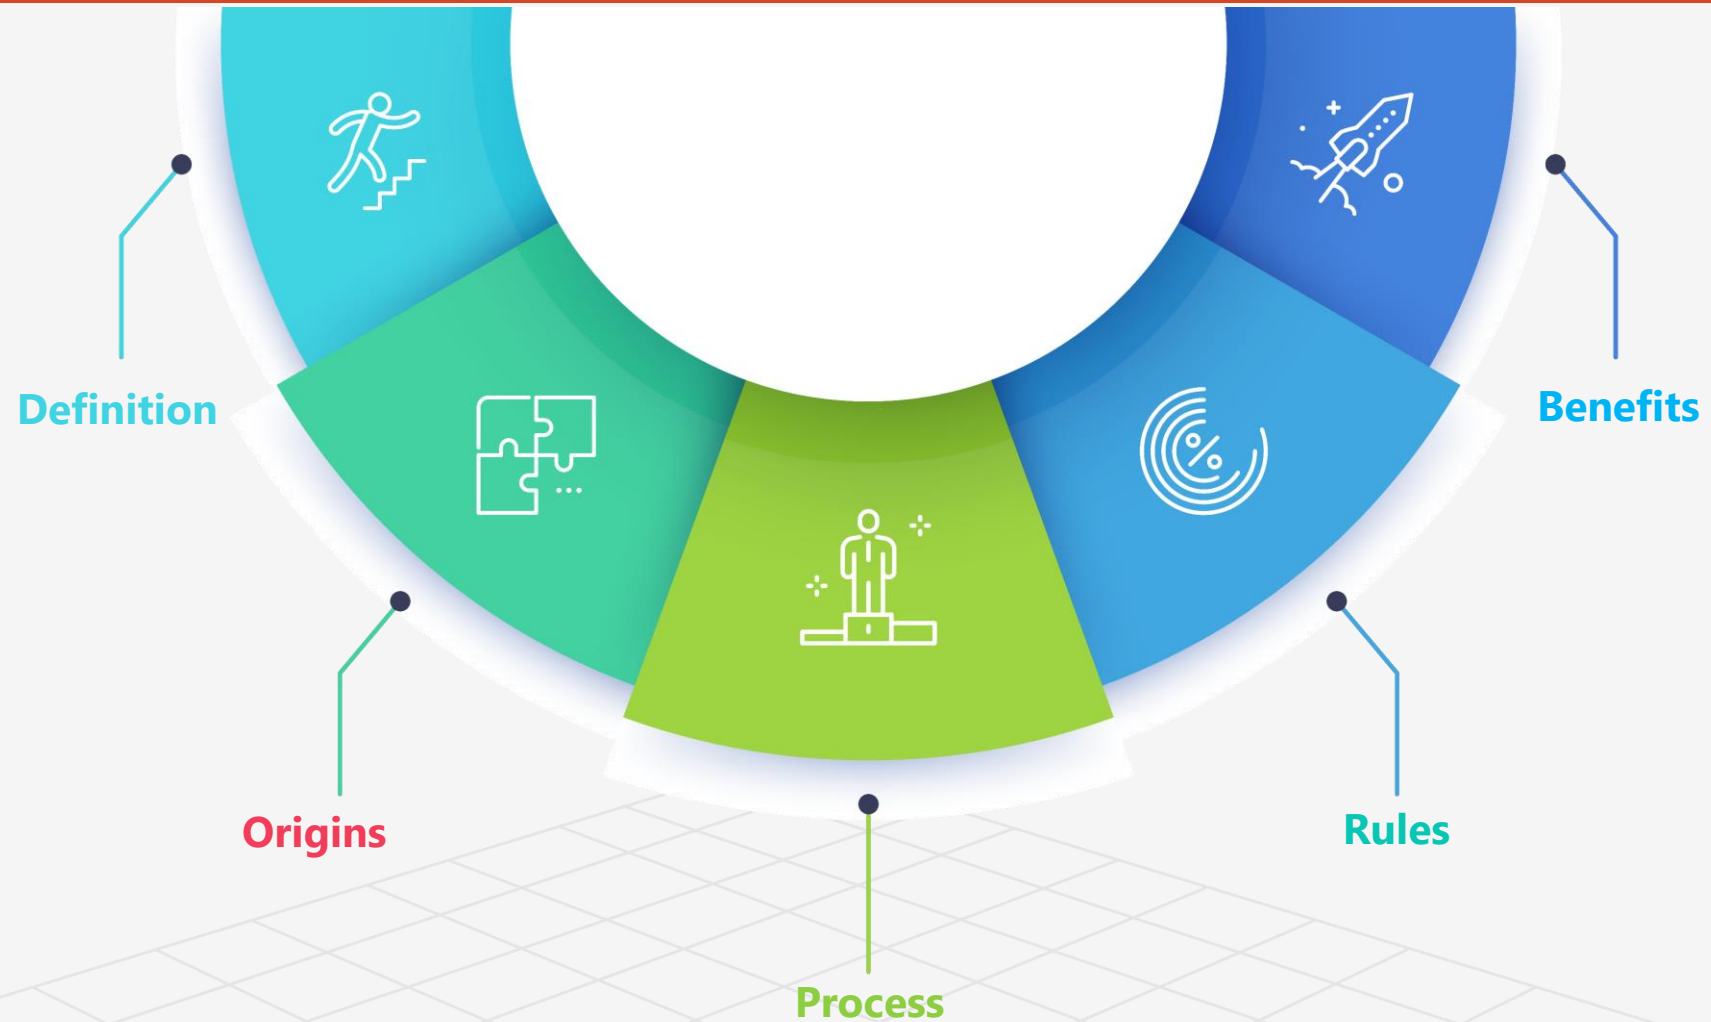 Definition
Origins
Process
Rules
Benefits